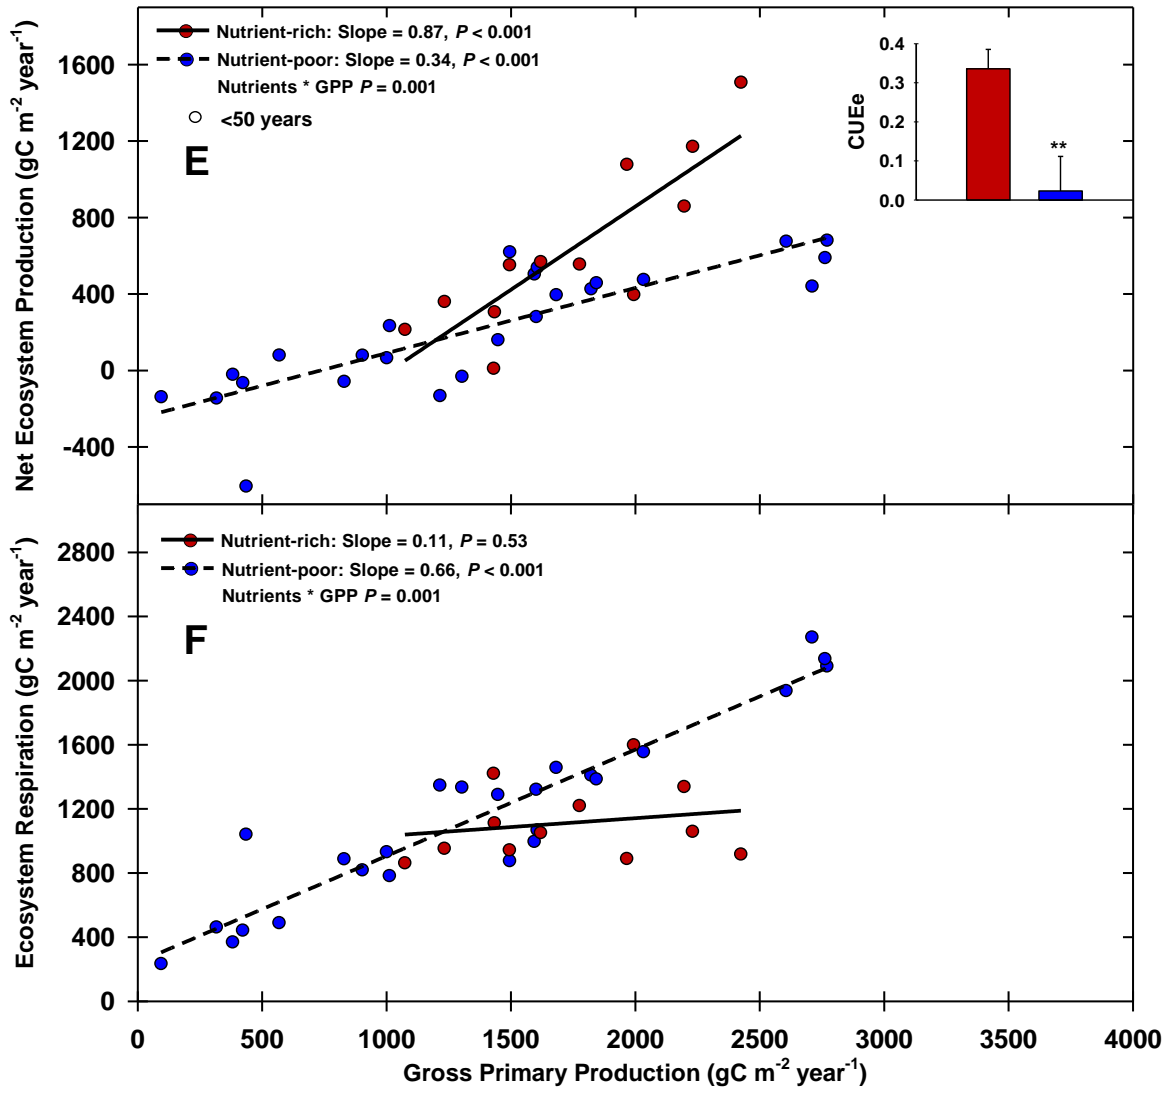 Nutrient-rich: Slope = 0.87, P < 0.001
Nutrient-poor: Slope = 0.34, P < 0.001
Nutrients * GPP P = 0.001
<50 years
E
Net Ecosystem Production (gC m⁻² year⁻¹)
1600
1200
800
400
0
-400
CUEe
0.4
0.3
0.2
0.1
0.0
**
Nutrient-rich: Slope = 0.11, P = 0.53
Nutrient-poor: Slope = 0.66, P < 0.001
Nutrients * GPP P = 0.001
F
Ecosystem Respiration (gC m⁻² year⁻¹)
2800
2400
2000
1600
1200
800
400
0
0 500 1000 1500 2000 2500 3000 3500 4000
Gross Primary Production (gC m⁻² year⁻¹)